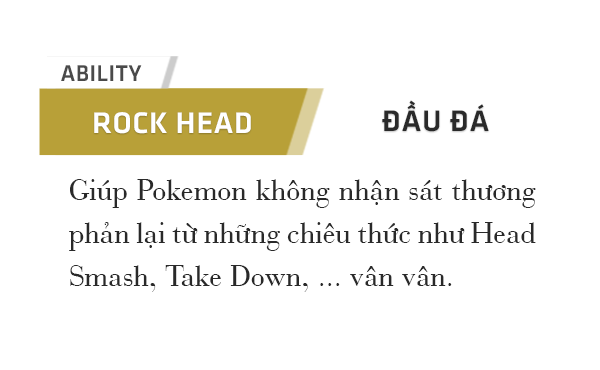 ABILITY
ROCK HEAD
ĐẦU ĐÁ
Giúp Pokemon không nhận sát thương
phản lại từ những chiêu thức như Head
Smash, Take Down, ... vân vân.